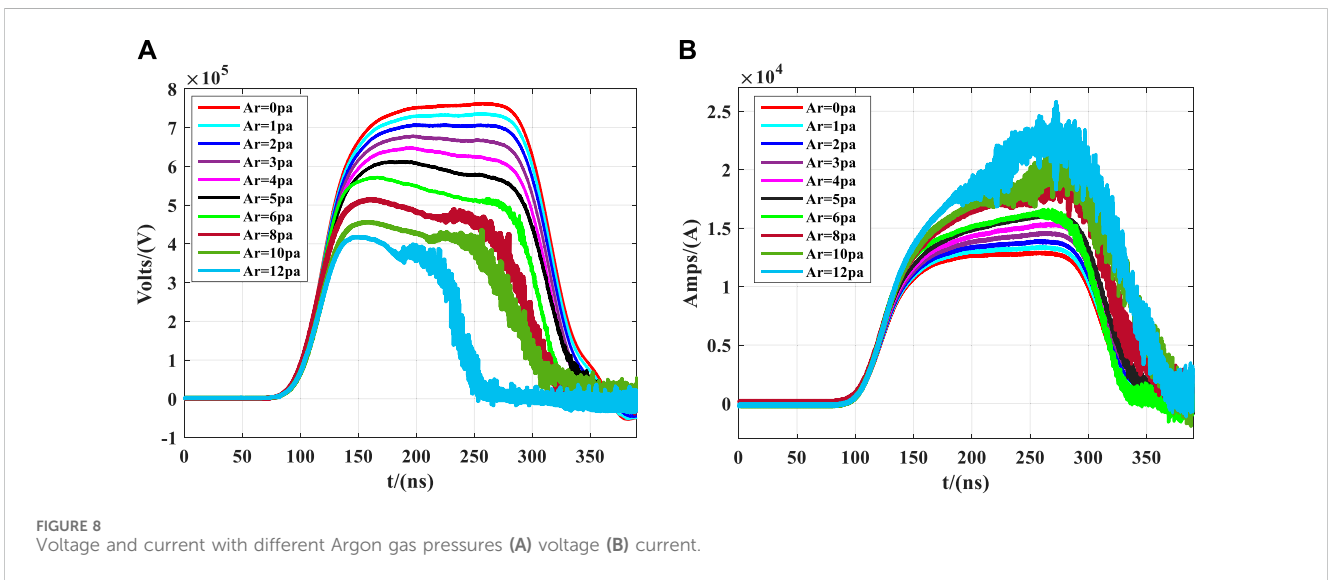 A
×10⁵
8
7
6
5
4
3
2
1
0
-1
Volts/(V)
Ar=0pa
Ar=1pa
Ar=2pa
Ar=3pa
Ar=4pa
Ar=5pa
Ar=6pa
Ar=8pa
Ar=10pa
Ar=12pa
0 50 100 150 200 250 300 350
t/(ns)
B
×10⁴
2.5
2
1.5
1
0.5
0
Amps/(A)
Ar=0pa
Ar=1pa
Ar=2pa
Ar=3pa
Ar=4pa
Ar=5pa
Ar=6pa
Ar=8pa
Ar=10pa
Ar=12pa
0 50 100 150 200 250 300 350
t/(ns)
FIGURE 8
Voltage and current with different Argon gas pressures (A) voltage (B) current.